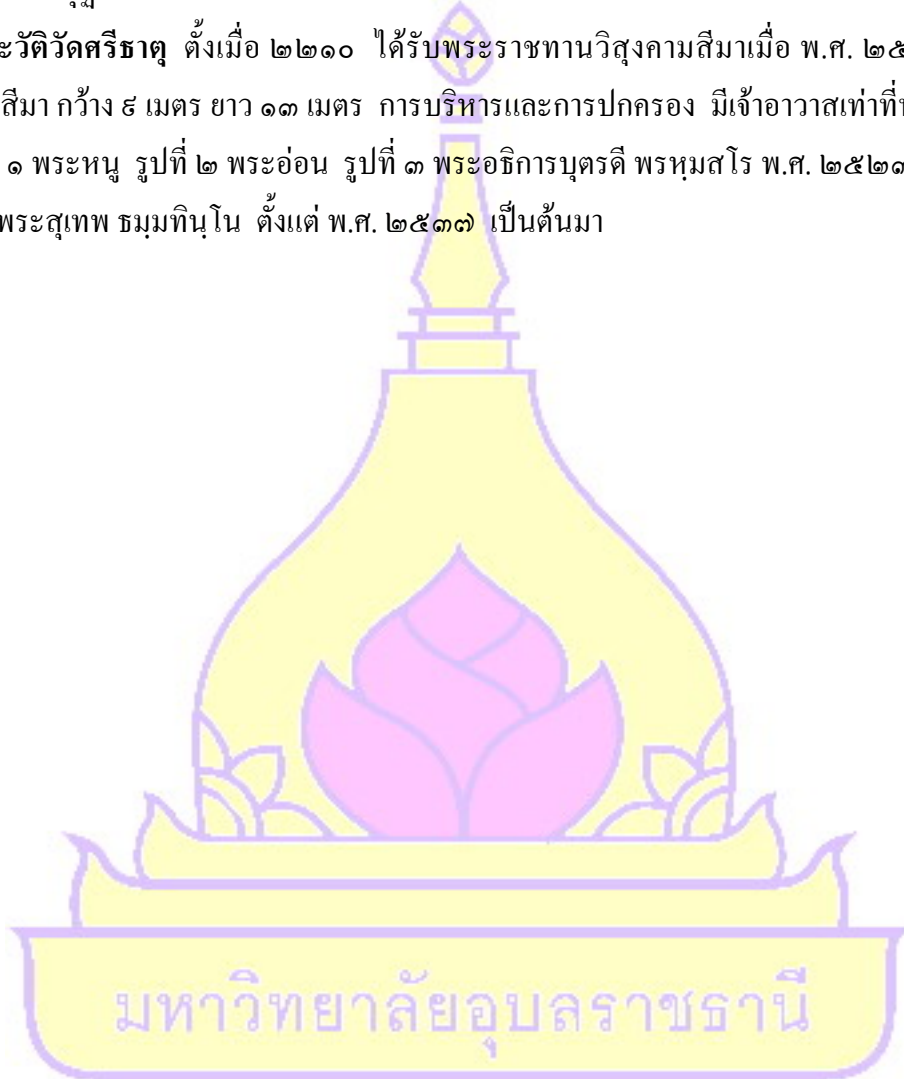 ะวัติวัดศรีธาตุ ตั้งเมื่อ ๒๒๑๐ ได้รับพระราชทานวิสุงคามสีมาเมื่อ พ.ศ. ๒๕
สีมา กว้าง ๙ เมตร ยาว ๑๓ เมตร การบริหารและการปกครอง มีเจ้าอาวาสเท่าที่
๑ พระหนู รูปที่ ๒ พระอ่อน รูปที่ ๓ พระอธิการบุตรดี พรหฺมสโร พ.ศ. ๒๕๒๑
พระสุเทพ ธมฺมทินฺโน ตั้งแต่ พ.ศ. ๒๕๓๗ เป็นต้นมา
มหาวิทยาลัยอุบลราชธานี